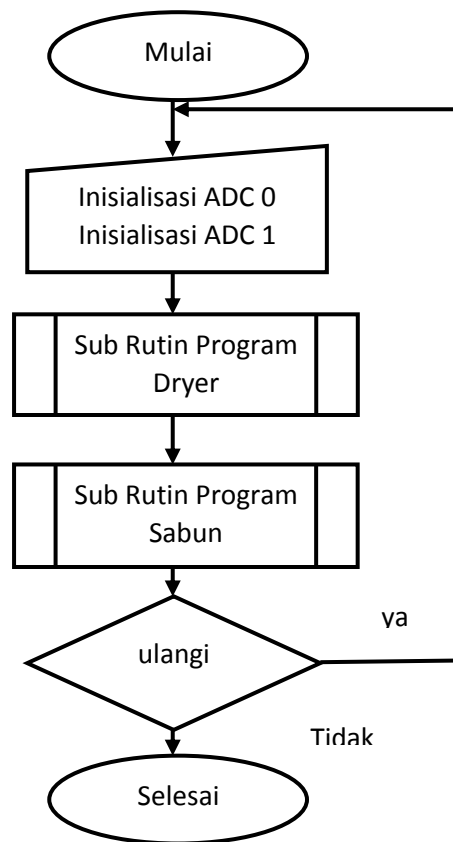 Mulai
Inisialisasi ADC 0
Inisialisasi ADC 1
Sub Rutin Program
Dryer
Sub Rutin Program
Sabun
ya
ulangi
Tidak
Selesai